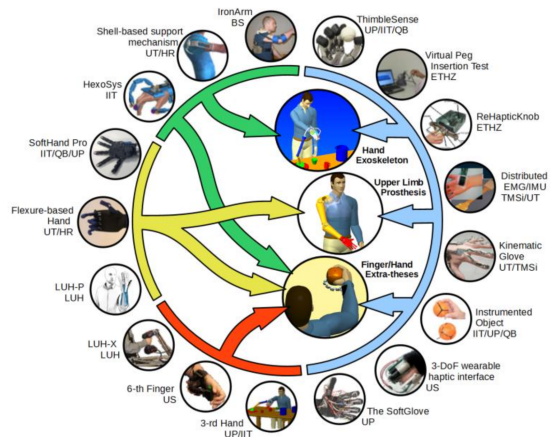 IronArm
BS
ThimbleSense
UP/IIT/QB
Shell-based support
mechanism
UT/HR
Virtual Peg
Insertion Test
ETHZ
HexoSys
IIT
ReHapticKnob
ETHZ
Hand
Exoskeleton
SoftHand Pro
IIT/QB/UP
Distributed
EMG/IMU
TMSi/UT
Upper Limb
Prosthesis
Flexure-based
Hand
UT/HR
Kinematic
Glove
UT/TMSi
Finger/Hand
Extra-theses
LUH-P
LUH
Instrumented
Object
IIT/UP/QB
LUH-X
LUH
3-DoF wearable
haptic interface
US
6-th Finger
US
The SoftGlove
UP
3-rd Hand
UP/IIT